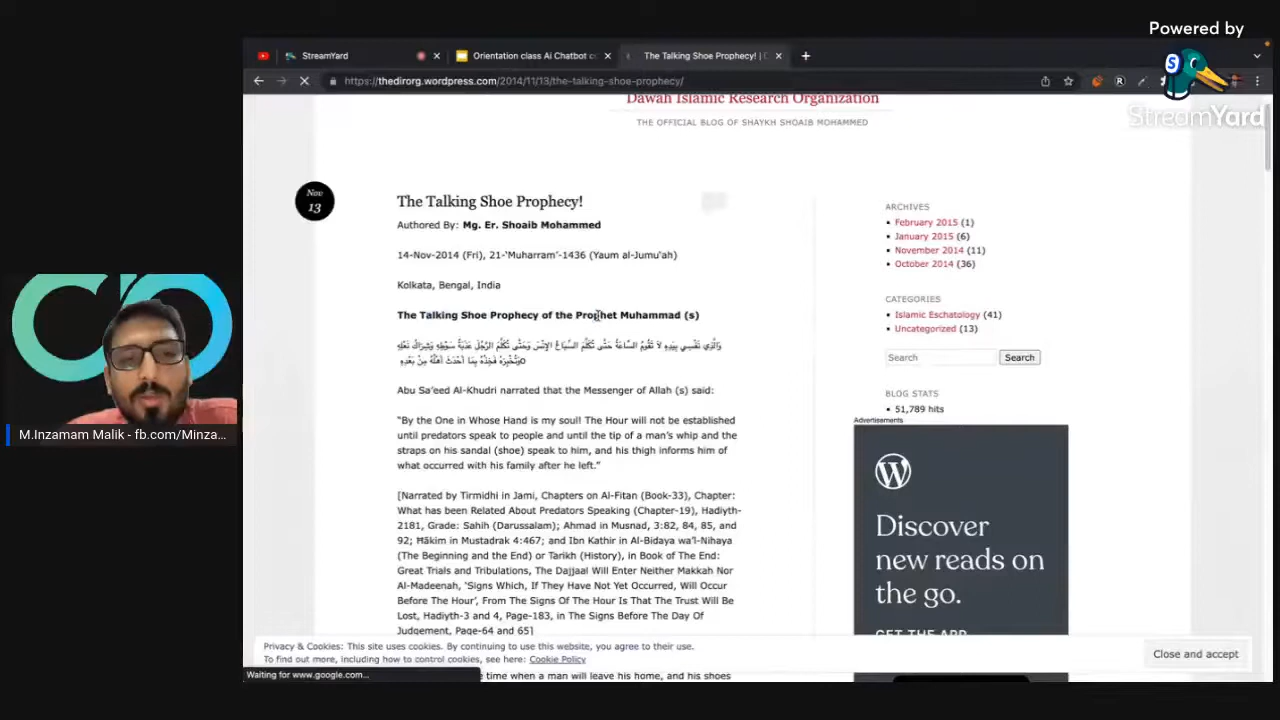 Powered by
StreamYard
StreamYard
Orientation class Ai Chatbot co
The Talking Shoe Prophecy! |
https://thedirorg.wordpress.com/2014/11/13/the-talking-shoe-prophecy/
Dawah Islamic Research Organization
THE OFFICIAL BLOG OF SHAYKH SHOAIB MOHAMMED
Nov
13
The Talking Shoe Prophecy!
Authored By: Mg. Er. Shoaib Mohammed
14-Nov-2014 (Fri), 21-‘Muharram’-1436 (Yaum al-Jumu‘ah)
Kolkata, Bengal, India
The Talking Shoe Prophecy of the Prophet Muhammad (s)
وَالَّذِي نَفْسِي بِيَدِهِ لاَ تَقُومُ السَّاعَةُ حَتَّى تُكَلِّمَ السِّبَاعُ الإِنْسَ وَحَتَّى تُكَلِّمَ الرَّجُلَ عَذَبَةُ سَوْطِهِ وَشِرَاكُ نَعْلِهِ
وَتُخْبِرَهُ فَخِذُهُ بِمَا أَحْدَثَ أَهْلُهُ مِنْ بَعْدِهِ
Abu Sa’eed Al-Khudri narrated that the Messenger of Allah (s) said:
“By the One in Whose Hand is my soul! The Hour will not be established
until predators speak to people and until the tip of a man’s whip and the
straps on his sandal (shoe) speak to him, and his thigh informs him of
what occurred with his family after he left.”
[Narrated by Tirmidhi in Jami, Chapters on Al-Fitan (Book-33), Chapter:
What has been Related About Predators Speaking (Chapter-19), Hadiyth-
2181, Grade: Sahih (Darussalam); Ahmad in Musnad, 3:82, 84, 85, and
92; Ħākim in Mustadrak 4:467; and Ibn Kathir in Al-Bidaya wa’l-Nihaya
(The Beginning and the End) or Tarikh (History), in Book of The End:
Great Trials and Tribulations, The Dajjaal Will Enter Neither Makkah Nor
Al-Madeenah, ‘Signs Which, If They Have Not Yet Occurred, Will Occur
Before The Hour’, From The Signs Of The Hour Is That The Trust Will Be
Lost, Hadiyth-3 and 4, Page-183, in The Signs Before The Day Of
Judgement, Page-64 and 65]
time when a man will leave his home, and his shoes
ARCHIVES
February 2015 (1)
January 2015 (6)
November 2014 (11)
October 2014 (36)
CATEGORIES
Islamic Eschatology (41)
Uncategorized (13)
Search
Search
BLOG STATS
51,789 hits
Advertisements
Discover
new reads on
the go.
GET THE APP
Privacy & Cookies: This site uses cookies. By continuing to use this website, you agree to their use.
To find out more, including how to control cookies, see here: Cookie Policy
Close and accept
Waiting for www.google.com...
M.Inzamam Malik - fb.com/Minza...